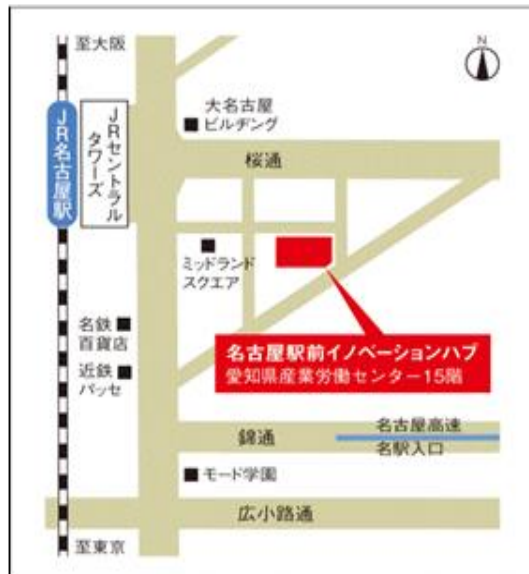 至大阪
N
大名古屋
ビルヂング
JR名古屋駅
JRセントラル
タワーズ
桜通
ミッドランド
スクエア
名鉄
百貨店
近鉄
パッセ
名古屋駅前イノベーションハブ
愛知県産業労働センター15階
名古屋高速
名駅入口
錦通
モード学園
広小路通
至東京